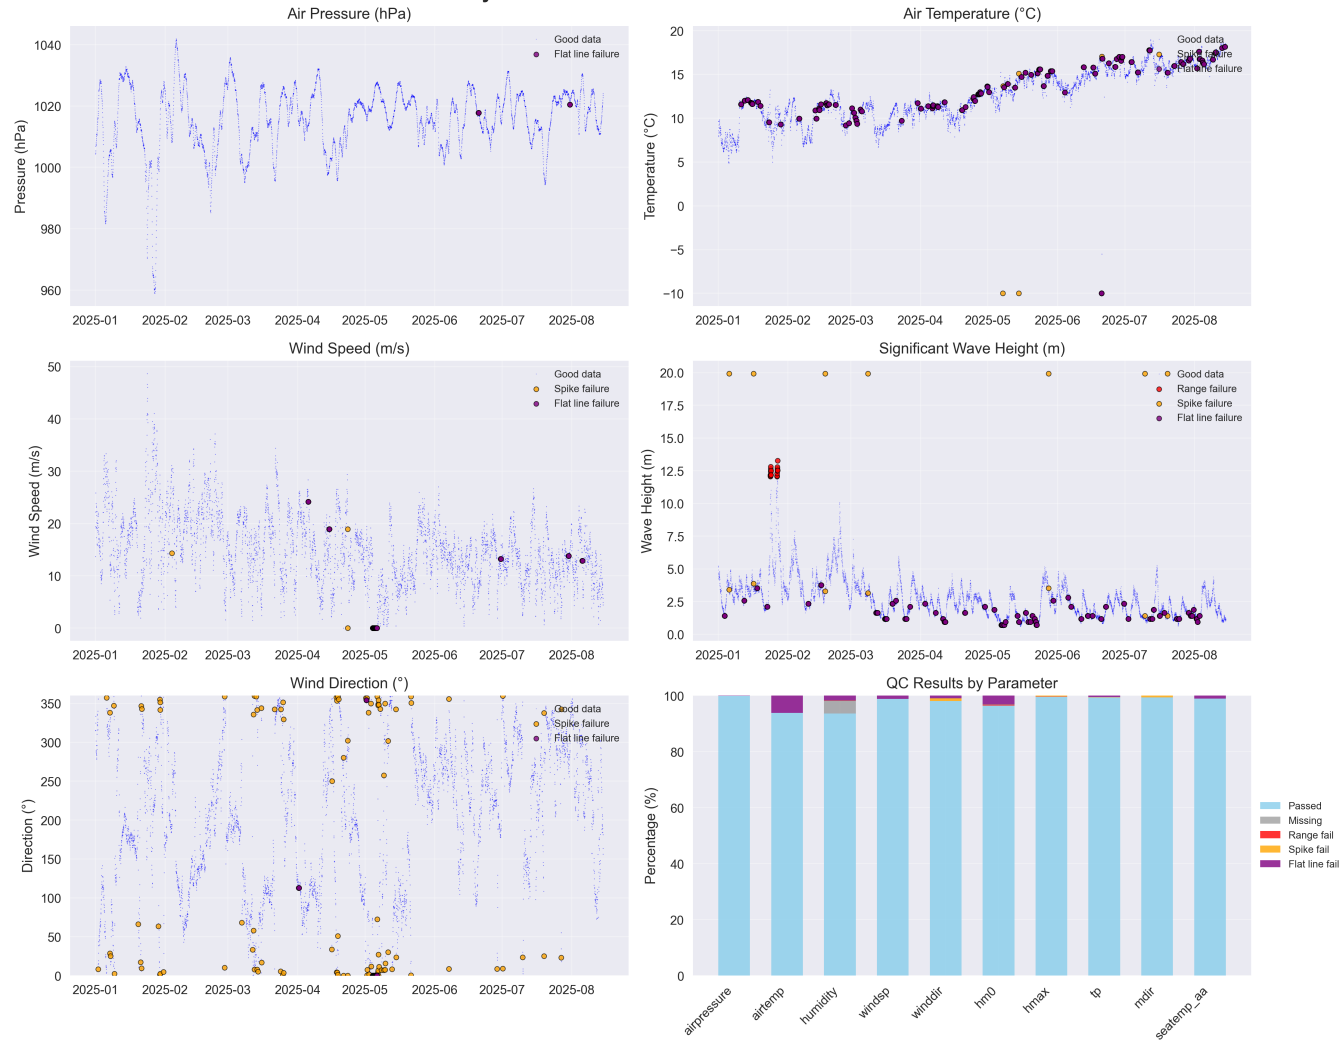 Air Pressure (hPa)
Pressure (hPa)
1040
1020
1000
980
960
Good data
Flat line failure
2025-01 2025-02 2025-03 2025-04 2025-05 2025-06 2025-07 2025-08
Air Temperature (°C)
Temperature (°C)
20
15
10
5
0
−5
−10
Good data
Spike failure
Flat line failure
2025-01 2025-02 2025-03 2025-04 2025-05 2025-06 2025-07 2025-08
Wind Speed (m/s)
Wind Speed (m/s)
50
40
30
20
10
0
Good data
Spike failure
Flat line failure
2025-01 2025-02 2025-03 2025-04 2025-05 2025-06 2025-07 2025-08
Significant Wave Height (m)
Wave Height (m)
20.0
17.5
15.0
12.5
10.0
7.5
5.0
2.5
0.0
Good data
Range failure
Spike failure
Flat line failure
2025-01 2025-02 2025-03 2025-04 2025-05 2025-06 2025-07 2025-08
Wind Direction (°)
Direction (°)
350
300
250
200
150
100
50
0
Good data
Spike failure
Flat line failure
2025-01 2025-02 2025-03 2025-04 2025-05 2025-06 2025-07 2025-08
QC Results by Parameter
Percentage (%)
100
80
60
40
20
0
airpressure airtemp humidity windsp winddir hm0 hmax tp mdir seatemp_aa
Passed
Missing
Range fail
Spike fail
Flat line fail